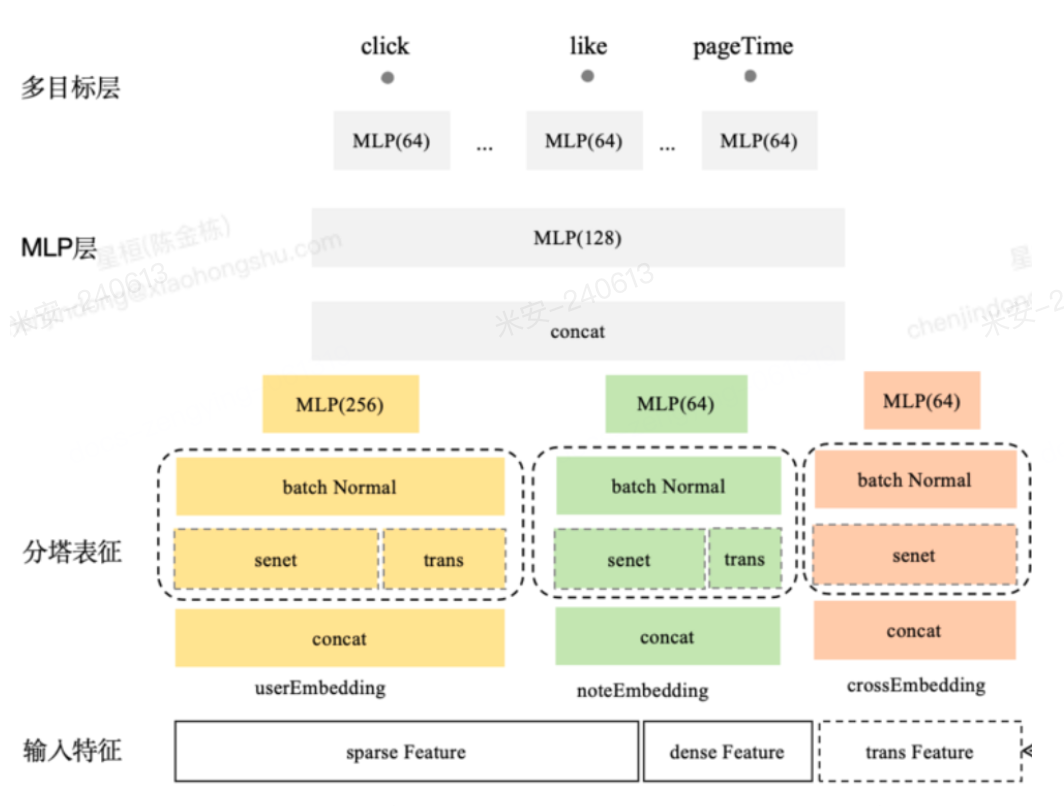 click like pageTime
多目标层
MLP(64) ... MLP(64) ... MLP(64)
MLP层
MLP(128)
星桓(陈金栋)
星
jindong@xiaohongshu.com
米安-240613
米安-240613
chenjindon
米安-2
concat
MLP(256) MLP(64) MLP(64)
batch Normal batch Normal batch Normal
分塔表征
senet trans senet trans senet
concat concat concat
userEmbedding noteEmbedding crossEmbedding
输入特征
sparse Feature dense Feature trans Feature